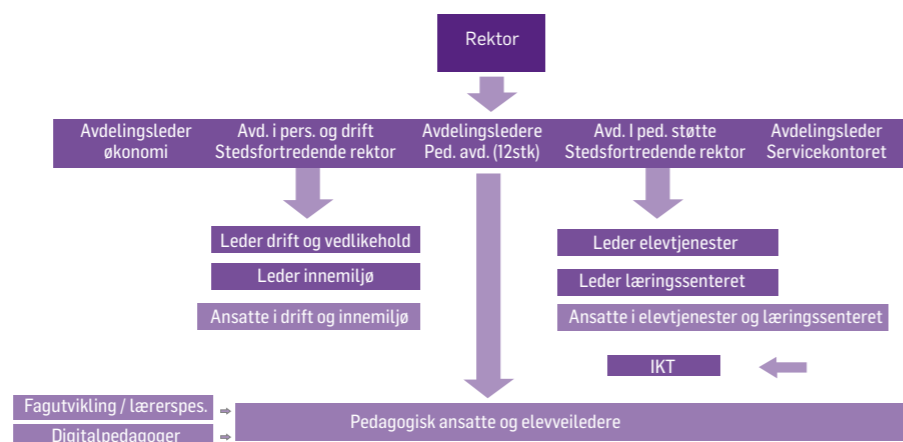 Rektor
Avdelingsleder
økonomi
Avd. i pers. og drift
Stedsfortredende rektor
Avdelingsledere
Ped. avd. (12stk)
Avd. I ped. støtte
Stedsfortredende rektor
Avdelingsleder
Servicekontoret
Leder drift og vedlikehold
Leder innemiljø
Ansatte i drift og innemiljø
Leder elevtjenester
Leder læringssenteret
Ansatte i elevtjenester og læringssenteret
IKT
Fagutvikling / lærerspes.
Digitalpedagoger
Pedagogisk ansatte og elevveiledere